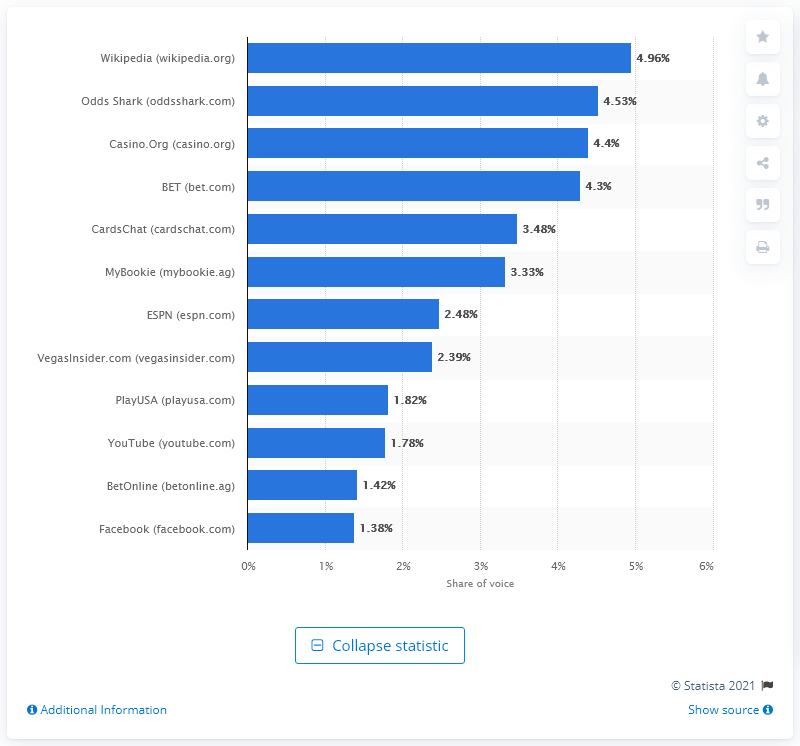 Wikipedia (wikipedia.org) 4.96%
Odds Shark (oddsshark.com) 4.53%
Casino.Org (casino.org) 4.4%
BET (bet.com) 4.3%
CardsChat (cardschat.com) 3.48%
MyBookie (mybookie.ag) 3.33%
ESPN (espn.com) 2.48%
VegasInsider.com (vegasinsider.com) 2.39%
PlayUSA (playusa.com) 1.82%
YouTube (youtube.com) 1.78%
BetOnline (betonline.ag) 1.42%
Facebook (facebook.com) 1.38%
0% 1% 2% 3% 4% 5% 6%
Share of voice
Collapse statistic
© Statista 2021
Additional Information Show source